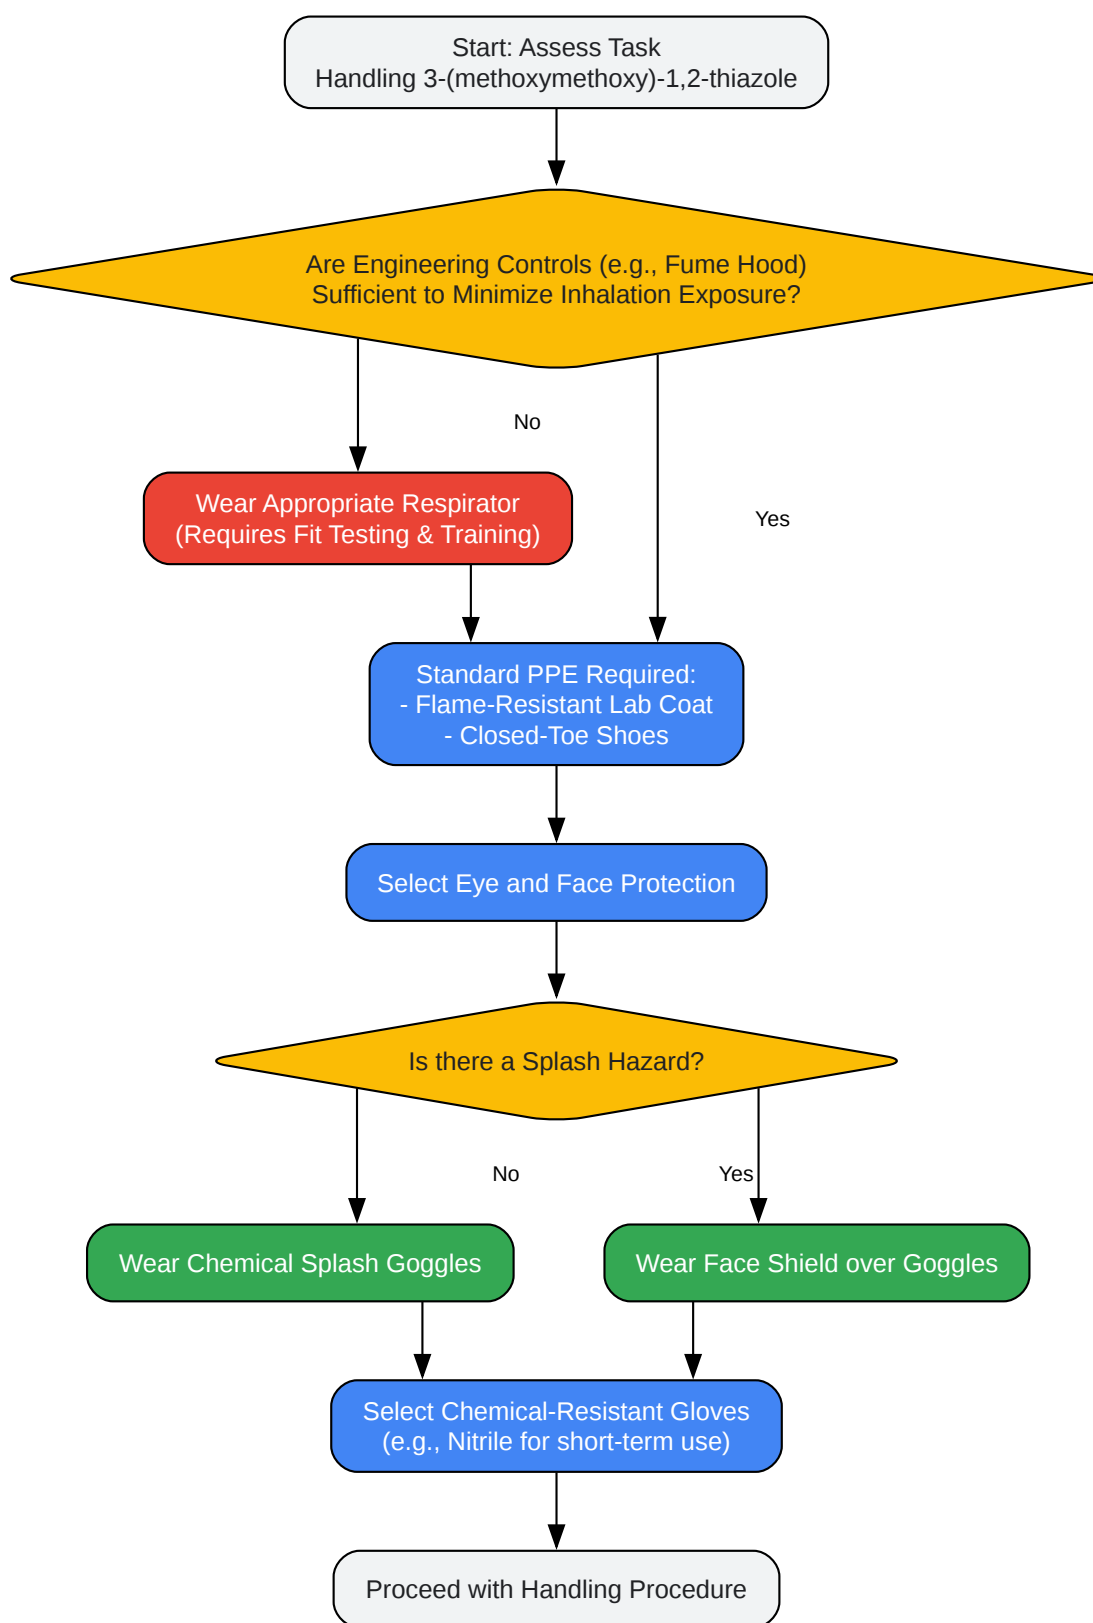 Start: Assess Task
Handling 3-(methoxymethoxy)-1,2-thiazole
Are Engineering Controls (e.g., Fume Hood)
Sufficient to Minimize Inhalation Exposure?
No
Wear Appropriate Respirator
(Requires Fit Testing & Training)
Yes
Standard PPE Required:
- Flame-Resistant Lab Coat
- Closed-Toe Shoes
Select Eye and Face Protection
Is there a Splash Hazard?
No
Yes
Wear Chemical Splash Goggles
Wear Face Shield over Goggles
Select Chemical-Resistant Gloves
(e.g., Nitrile for short-term use)
Proceed with Handling Procedure